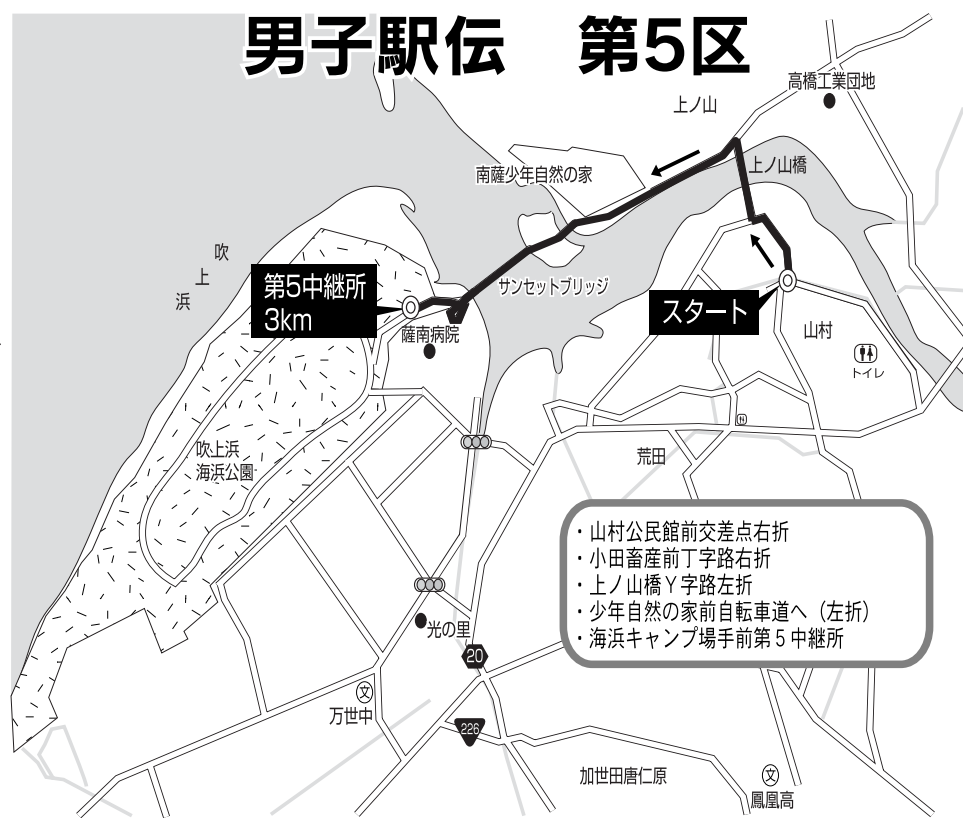 男子駅伝　第5区
高橋工業団地
上ノ山
上ノ山橋
南薩少年自然の家
吹
上
浜
サンセットブリッジ
第5中継所
3km
スタート
薩南病院
山村
トイレ
吹上浜
海浜公園
荒田
・山村公民館前交差点右折
・小田畜産前丁字路右折
・上ノ山橋Ｙ字路左折
・少年自然の家前自転車道へ（左折）
・海浜キャンプ場手前第５中継所
光の里
20
文
万世中
226
加世田唐仁原
文
鳳凰高